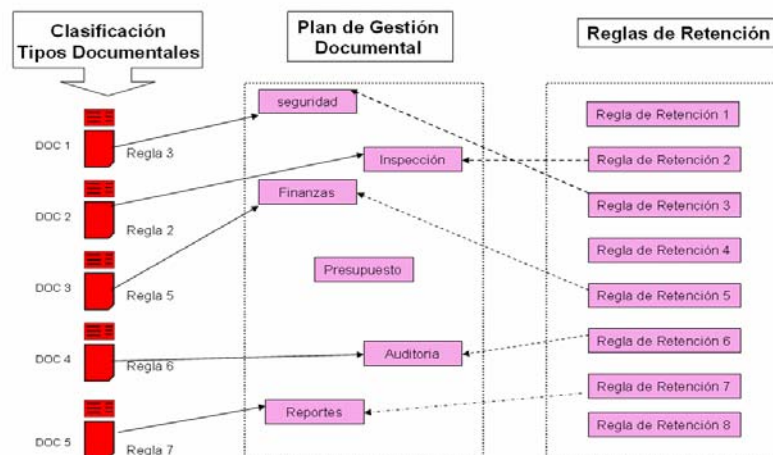 Clasificación
Tipos Documentales
Plan de Gestión
Documental
Reglas de Retención
DOC 1
Regla 3
DOC 2
Regla 2
DOC 3
Regla 5
DOC 4
Regla 6
DOC 5
Regla 7
seguridad
Inspección
Finanzas
Presupuesto
Auditoria
Reportes
Regla de Retención 1
Regla de Retención 2
Regla de Retención 3
Regla de Retención 4
Regla de Retención 5
Regla de Retención 6
Regla de Retención 7
Regla de Retención 8